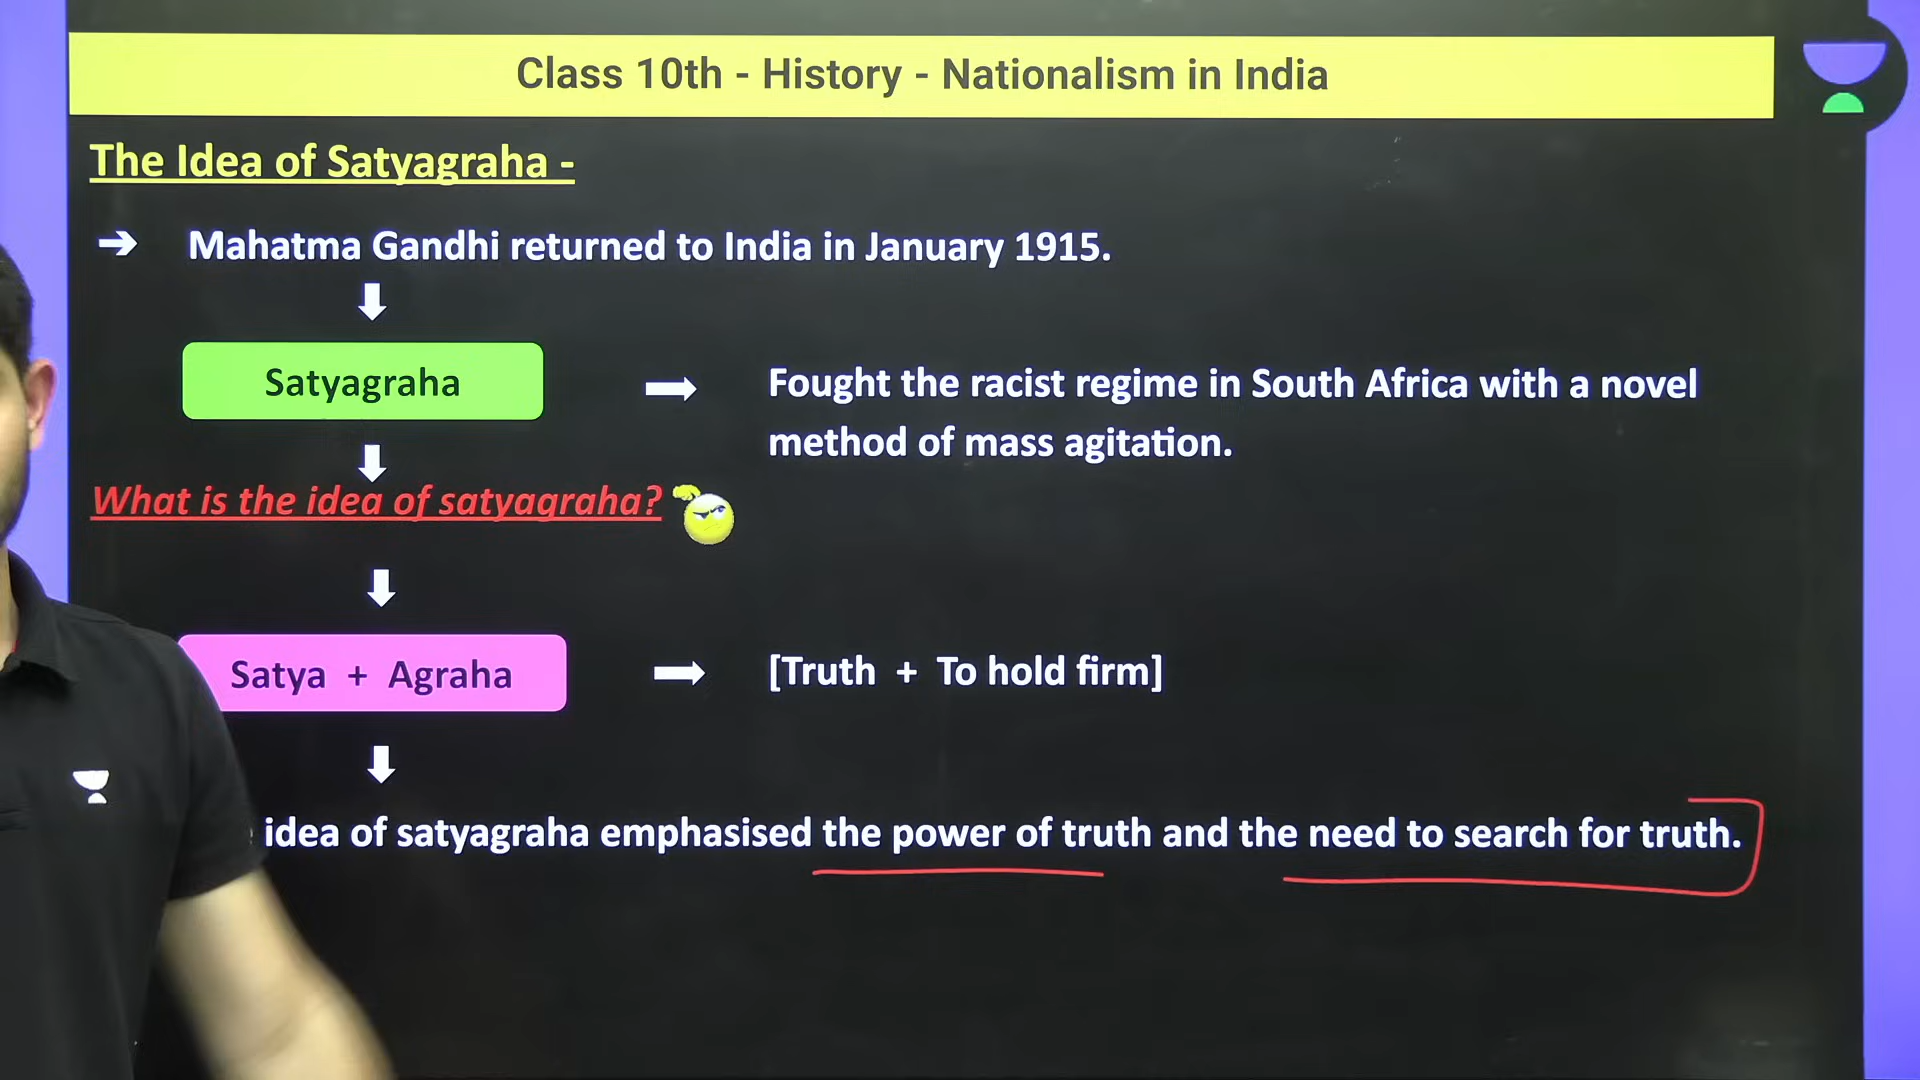 Class 10th - History - Nationalism in India
The Idea of Satyagraha -
➔ Mahatma Gandhi returned to India in January 1915.
Satyagraha
Fought the racist regime in South Africa with a novel
method of mass agitation.
What is the idea of satyagraha?
Satya + Agraha
[Truth + To hold firm]
idea of satyagraha emphasised the power of truth and the need to search for truth.